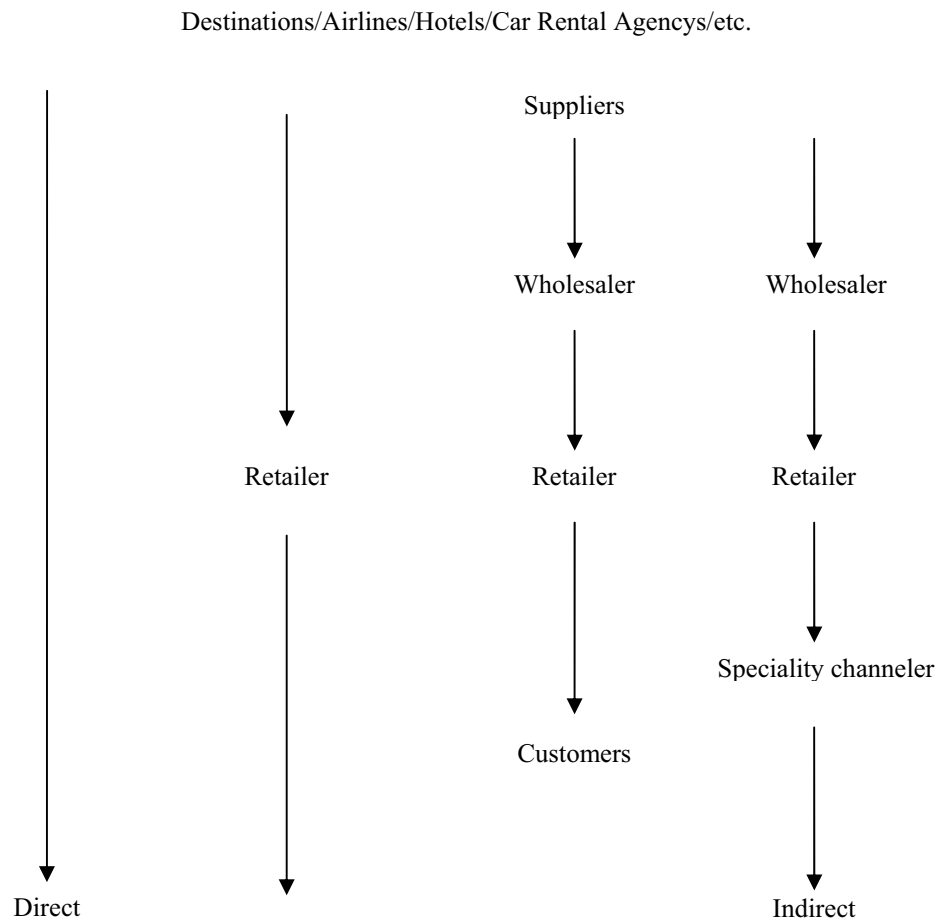 Destinations/Airlines/Hotels/Car Rental Agencys/etc.
Suppliers
Wholesaler Wholesaler
Retailer Retailer Retailer
Speciality channeler
Customers
Direct Indirect